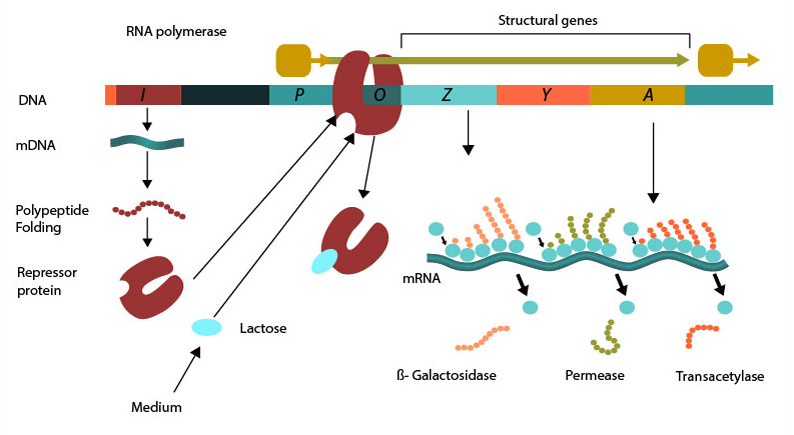 Structural genes
RNA polymerase
DNA
I
P
O
Z
Y
A
mDNA
Polypeptide
Folding
Repressor
protein
mRNA
Lactose
ß- Galactosidase
Permease
Transacetylase
Medium